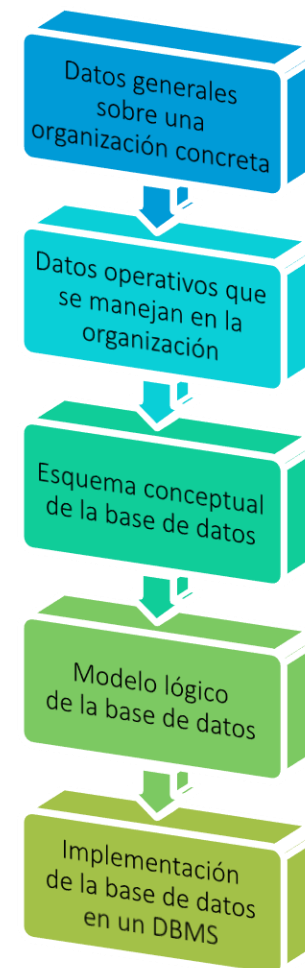 Datos generales
sobre una
organización concreta
Datos operativos que
se manejan en la
organización
Esquema conceptual
de la base de datos
Modelo lógico
de la base de datos
Implementación
de la base de datos
en un DBMS